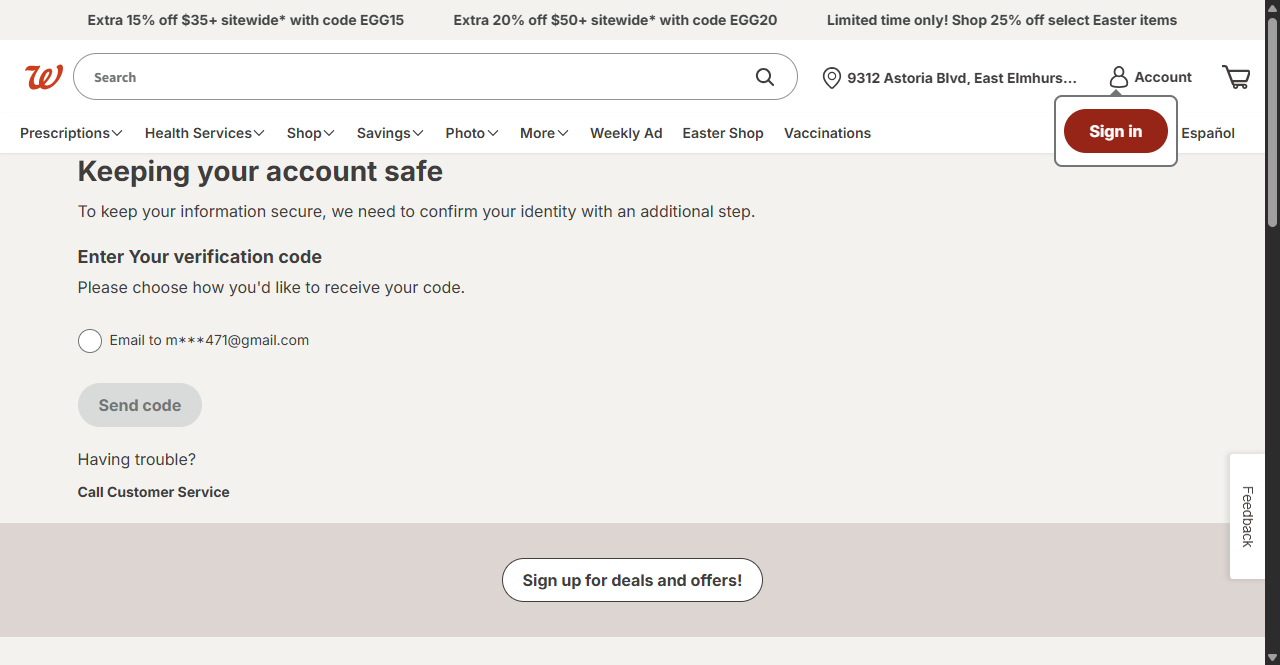 Extra 15% off $35+ sitewide* with code EGG15
Extra 20% off $50+ sitewide* with code EGG20
Limited time only! Shop 25% off select Easter items
Search
9312 Astoria Blvd, East Elmhurs...
Account
Prescriptions
Health Services
Shop
Savings
Photo
More
Weekly Ad
Easter Shop
Vaccinations
Sign in
Español
Keeping your account safe
To keep your information secure, we need to confirm your identity with an additional step.
Enter Your verification code
Please choose how you'd like to receive your code.
Email to m***471@gmail.com
Send code
Having trouble?
Call Customer Service
Feedback
Sign up for deals and offers!